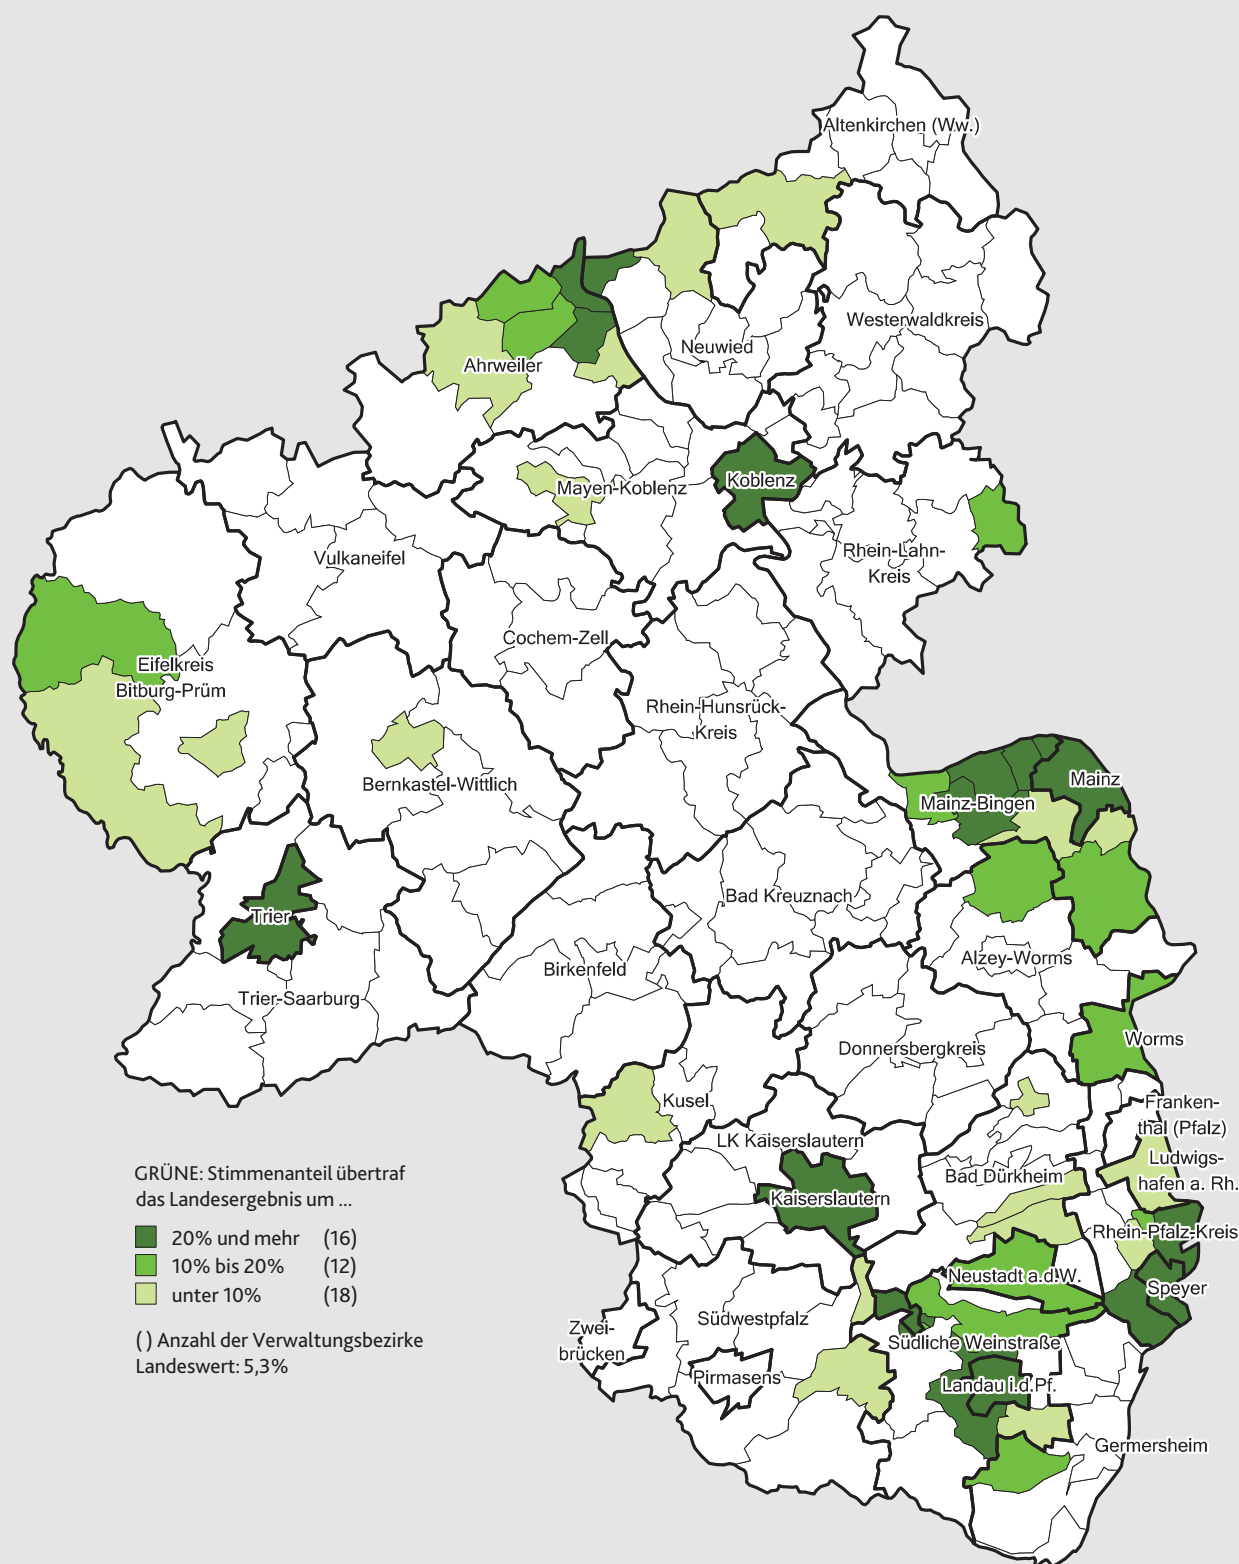 Altenkirchen (Ww.)
Westerwaldkreis
Neuwied
Ahrweiler
Koblenz
Mayen-Koblenz
Rhein-Lahn-
Kreis
Vulkaneifel
Cochem-Zell
Eifelkreis
Bitburg-Prüm
Rhein-Hunsrück-
Kreis
Bernkastel-Wittlich
Mainz
Mainz-Bingen
Bad Kreuznach
Trier
Alzey-Worms
Birkenfeld
Trier-Saarburg
Worms
Donnersbergkreis
Kusel
Franken-
thal (Pfalz)
LK Kaiserslautern
Ludwigs-
hafen a. Rh.
Bad Dürkheim
Kaiserslautern
Rhein-Pfalz-Kreis
Neustadt a.d.W.
Speyer
Südwestpfalz
Zwei-
brücken
Südliche Weinstraße
Pirmasens
Landau i.d.Pf.
Germersheim
GRÜNE: Stimmenanteil übertraf
das Landesergebnis um ...
20% und mehr (16)
10% bis 20% (12)
unter 10% (18)
( ) Anzahl der Verwaltungsbezirke
Landeswert: 5,3%